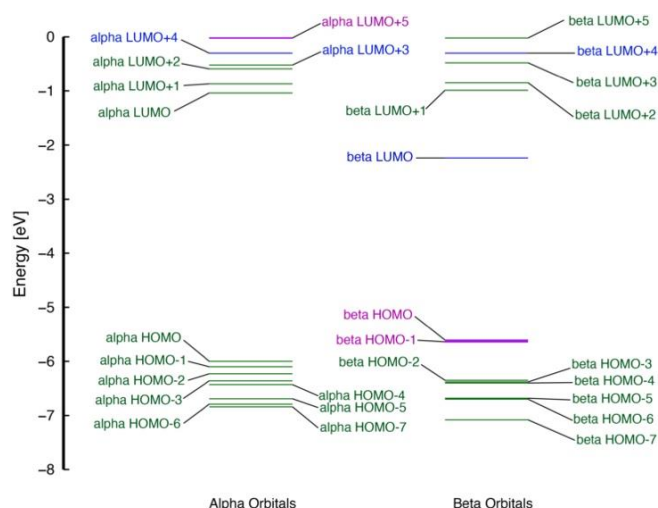 alpha LUMO+5
beta LUMO+5
0
alpha LUMO+4
alpha LUMO+3
beta LUMO+4
alpha LUMO+2
beta LUMO+3
alpha LUMO+1
-1
alpha LUMO
beta LUMO+1
beta LUMO+2
-2
beta LUMO
-3
Energy [eV]
-4
-5
beta HOMO
alpha HOMO
beta HOMO-1
-6
alpha HOMO-1
beta HOMO-2
beta HOMO-3
alpha HOMO-2
beta HOMO-4
alpha HOMO-3
alpha HOMO-4
beta HOMO-5
alpha HOMO-5
-7
alpha HOMO-6
alpha HOMO-7
beta HOMO-6
beta HOMO-7
-8
Alpha Orbitals
Beta Orbitals